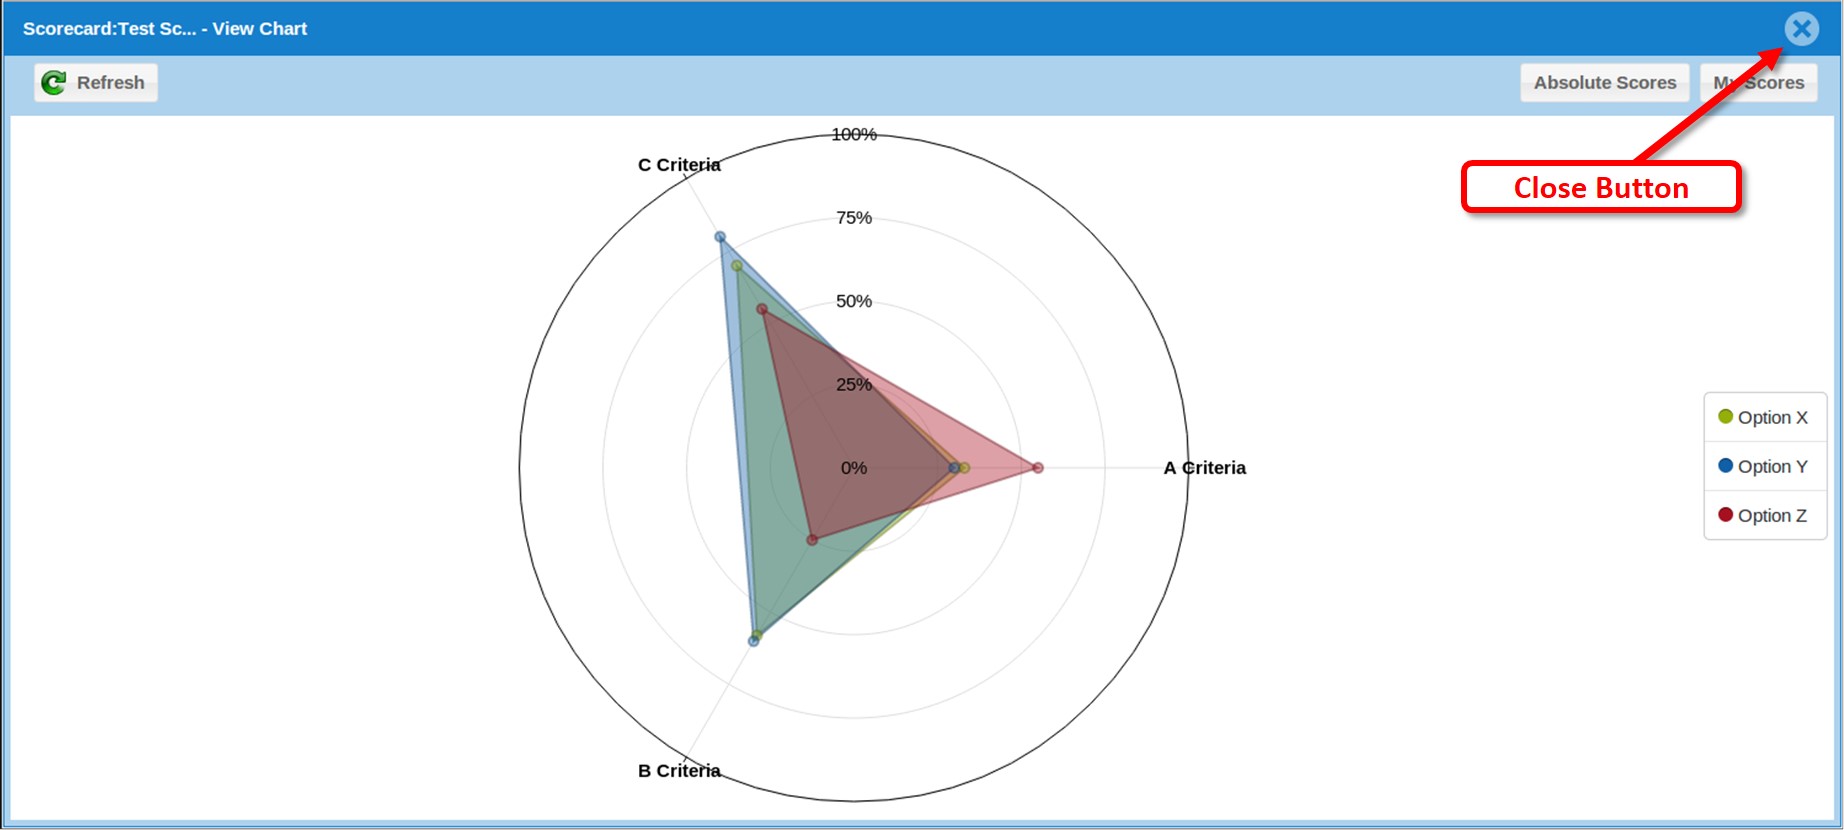 Scorecard:Test Sc... - View Chart
Refresh
Absolute Scores
My Scores
Close Button
100%
C Criteria
75%
50%
25%
0%
A Criteria
B Criteria
Option X
Option Y
Option Z